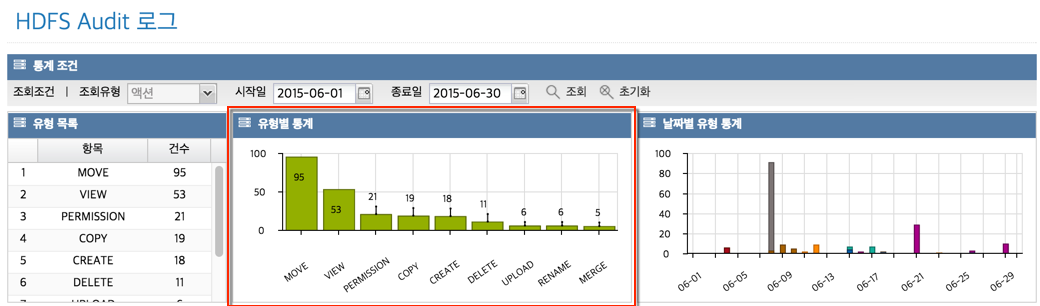 HDFS Audit 로그
통계 조건
조회조건 | 조회유형 액션 시작일 2015-06-01 종료일 2015-06-30 조회 초기화
유형 목록
항목 건수
1 MOVE 95
2 VIEW 53
3 PERMISSION 21
4 COPY 19
5 CREATE 18
6 DELETE 11
유형별 통계
100
50
0
95 53 21 19 18 11 6 6 5
MOVE VIEW PERMISSION COPY CREATE DELETE UPLOAD RENAME MERGE
날짜별 유형 통계
100
80
60
40
20
0
06-01 06-05 06-09 06-13 06-17 06-21 06-25 06-29